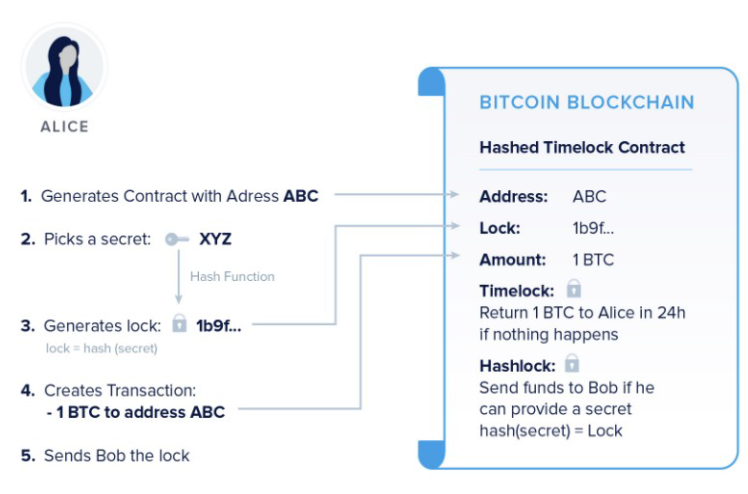 ALICE
1. Generates Contract with Adress ABC
2. Picks a secret: XYZ
Hash Function
3. Generates lock: 1b9f...
lock = hash (secret)
4. Creates Transaction:
- 1 BTC to address ABC
5. Sends Bob the lock
BITCOIN BLOCKCHAIN
Hashed Timelock Contract
Address: ABC
Lock: 1b9f...
Amount: 1 BTC
Timelock:
Return 1 BTC to Alice in 24h
if nothing happens
Hashlock:
Send funds to Bob if he
can provide a secret
hash(secret) = Lock